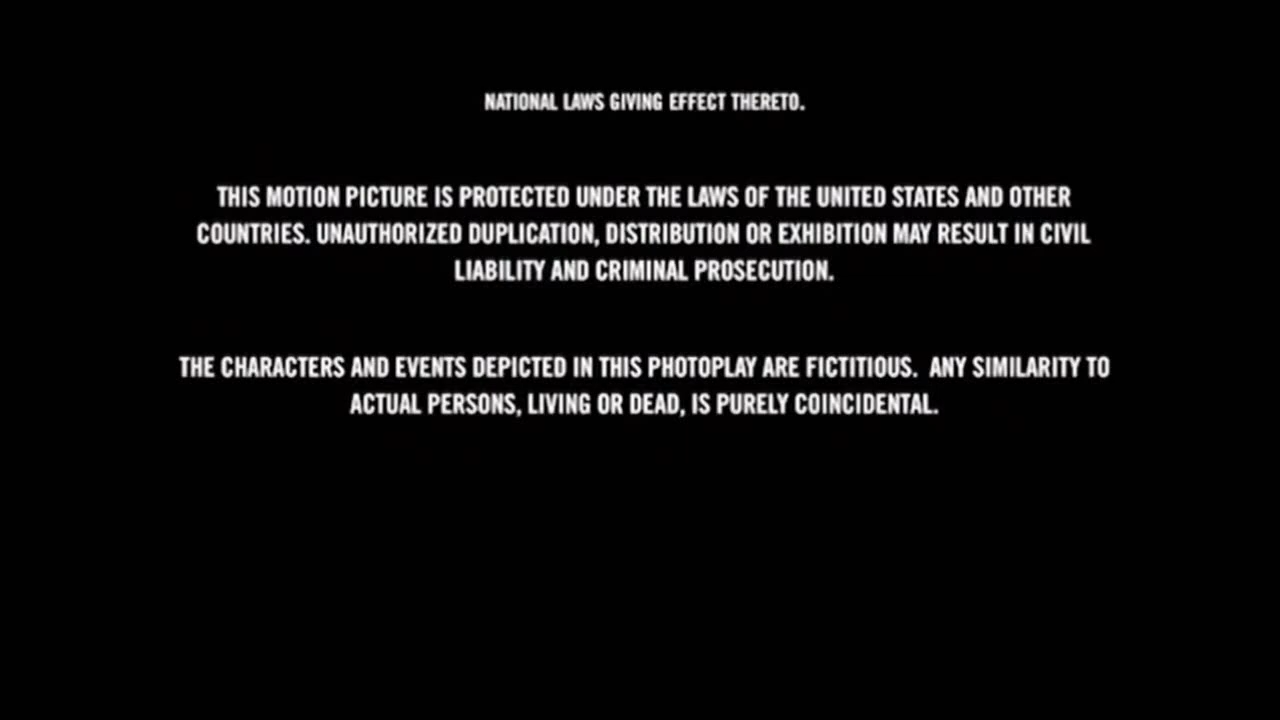 NATIONAL LAWS GIVING EFFECT THERETO.
THIS MOTION PICTURE IS PROTECTED UNDER THE LAWS OF THE UNITED STATES AND OTHER
COUNTRIES. UNAUTHORIZED DUPLICATION, DISTRIBUTION OR EXHIBITION MAY RESULT IN CIVIL
LIABILITY AND CRIMINAL PROSECUTION.
THE CHARACTERS AND EVENTS DEPICTED IN THIS PHOTOPLAY ARE FICTITIOUS.  ANY SIMILARITY TO
ACTUAL PERSONS, LIVING OR DEAD, IS PURELY COINCIDENTAL.